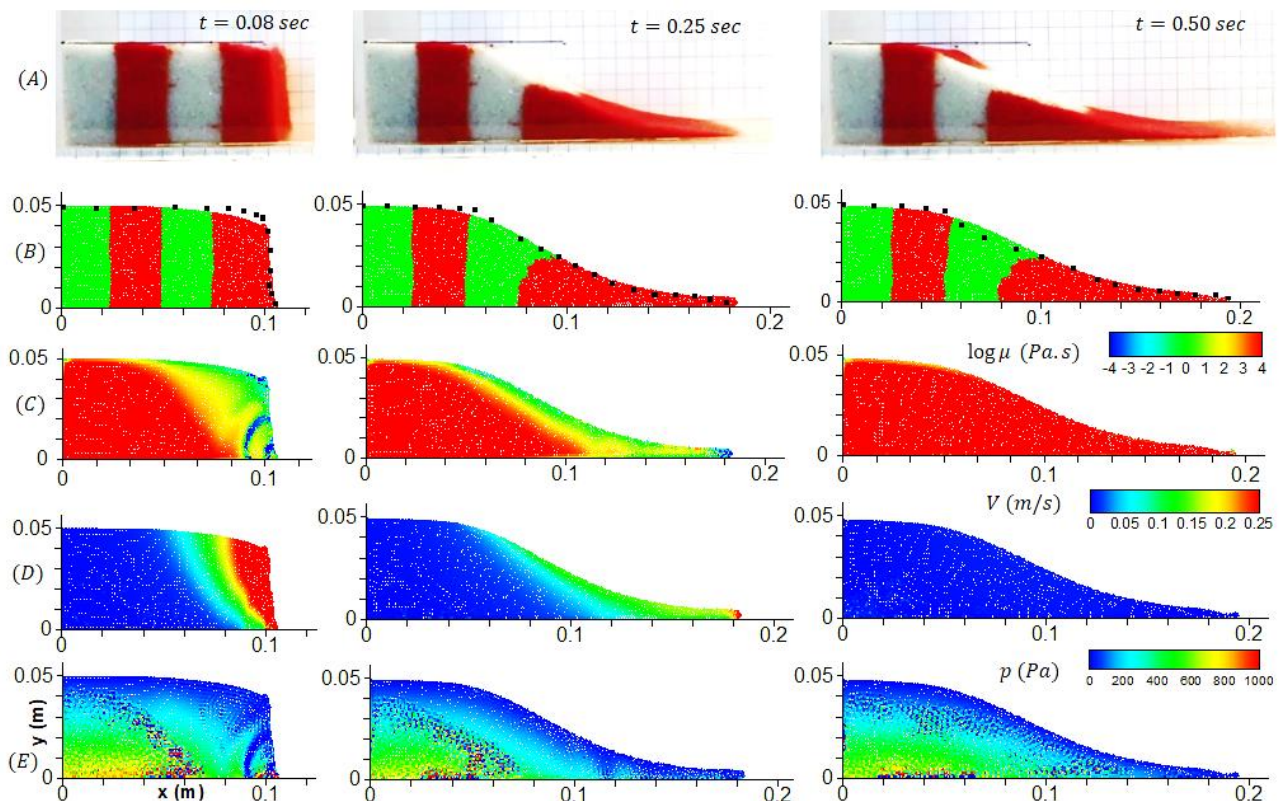 t = 0.08 sec t = 0.25 sec t = 0.50 sec
(A)
0.05 0.05 0.05
(B)
0 0 0
0 0.1 0 0.1 0.2 0 0.1 0.2
0.05 0.05 0.05 log μ (Pa.s)
-4 -3 -2 -1 0 1 2 3 4
(C)
0 0 0
0 0.1 0 0.1 0.2 0 0.1 0.2
V (m/s)
0 0.05 0.1 0.15 0.2 0.25
0.05 0.05 0.05
(D)
0 0 0
0 0.1 0 0.1 0.2 0 0.1 0.2
p (Pa)
0 200 400 600 800 1000
0.05 0.05 0.05
y (m)
(E)
0 0 0
0 x (m) 0.1 0 0.1 0.2 0 0.1 0.2